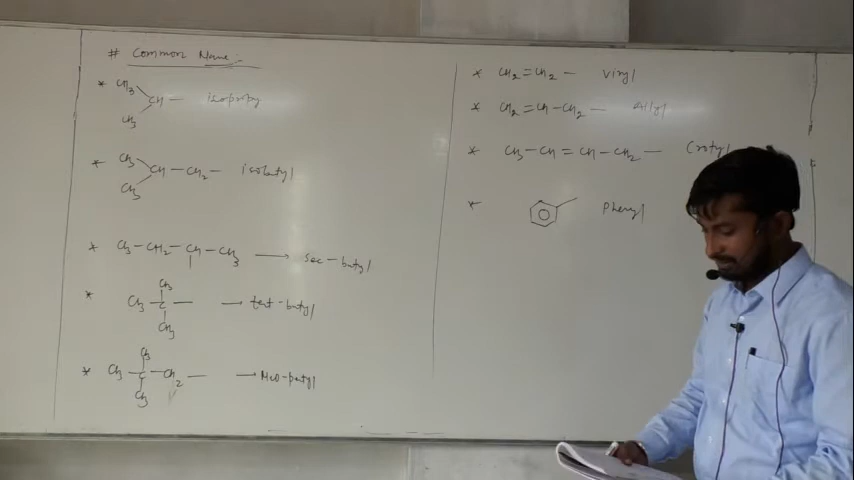 # Common Name:-
* CH3 CH3 CH — isopropy
* CH3 CH3 CH — CH2 — isobutyl
* CH3 — CH2 — CH — CH3 → sec-butyl
* CH3 — C — → tert-butyl
CH3 CH3
* CH3 — C — CH2 — → Neo-pentyl
CH3 CH3
* CH2 = CH2 — Vinyl
* CH2 = CH — CH2 — Allyl
* CH3 — CH = CH — CH2 — Crotyl
* Phenyl